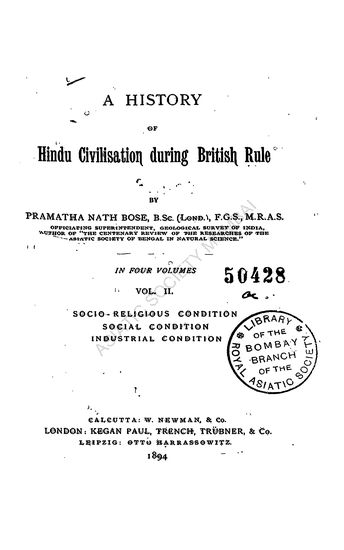 A HISTORY
OF
Hindu Civilisation during British Rule
BY
PRAMATHA NATH BOSE, B.Sc. (LOND.), F.G.S., M.R.A.S.
OFFICIATING SUPERINTENDENT, GEOLOGICAL SURVEY OF INDIA,
AUTHOR OF "THE CENTENARY REVIEW OF THE RESEARCHES OF THE
ASIATIC SOCIETY OF BENGAL IN NATURAL SCIENCE."
IN FOUR VOLUMES
50428
VOL. II.
SOCIO-RELIGIOUS CONDITION
SOCIAL CONDITION
INDUSTRIAL CONDITION
LIBRARY
OF THE
BOMBAY
BRANCH
OF THE
ROYAL ASIATIC SOCIETY
ASIATIC SOCIETY MUMBAI
CALCUTTA: W. NEWMAN, & Co.
LONDON: KEGAN PAUL, TRENCH, TRÜBNER, & Co.
LEIPZIG: OTTO HARRASSOWITZ.
1894